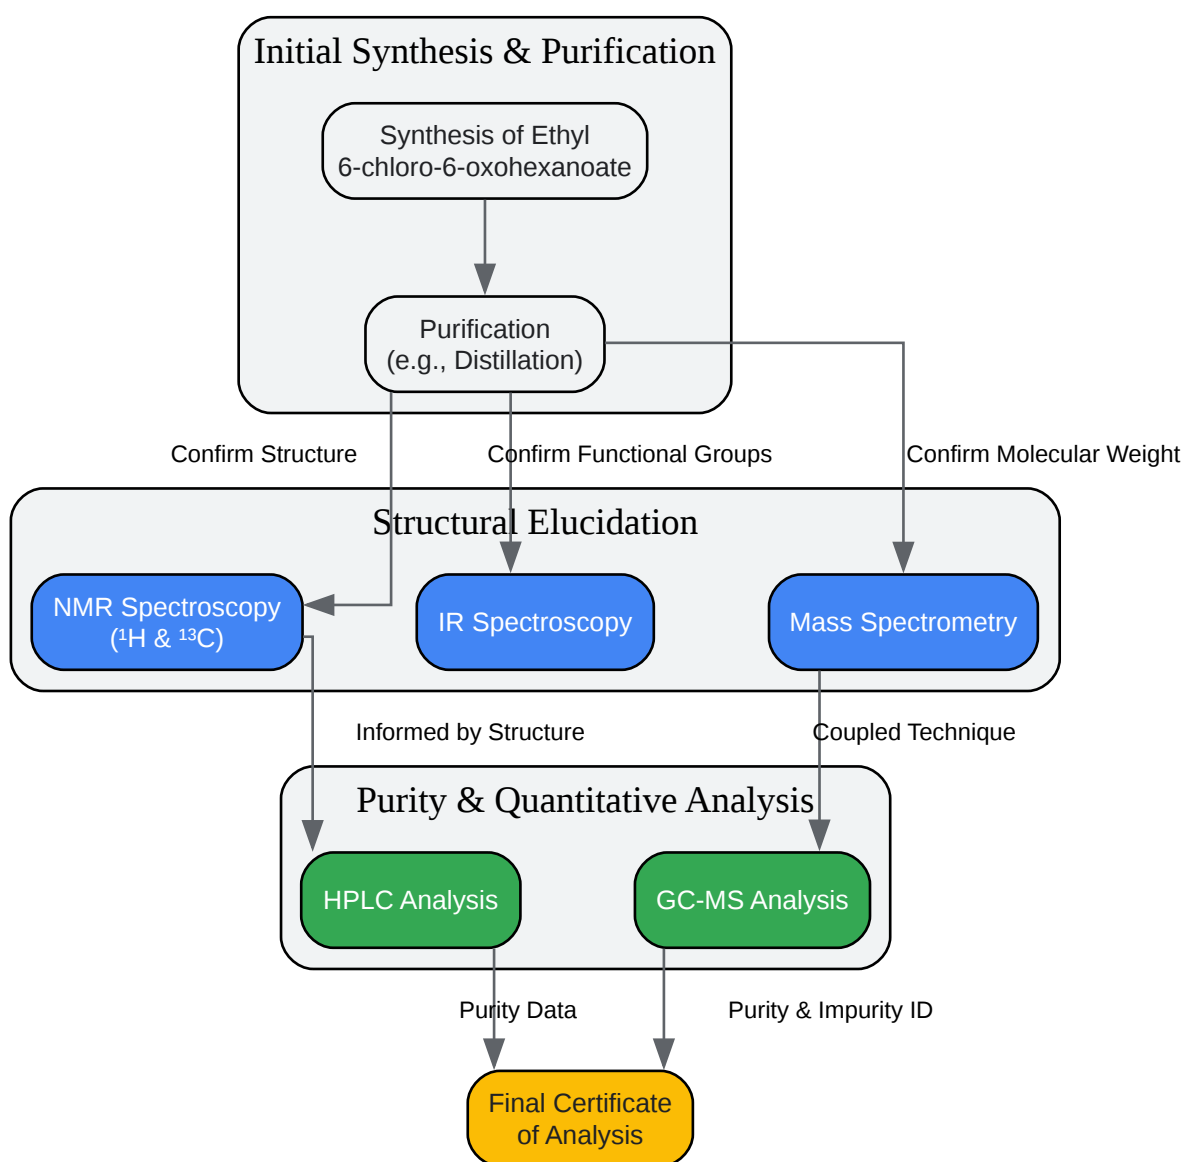 Initial Synthesis & Purification
Synthesis of Ethyl
6-chloro-6-oxohexanoate
Purification
(e.g., Distillation)
Confirm Structure
Confirm Functional Groups
Confirm Molecular Weight
Structural Elucidation
NMR Spectroscopy
(¹H & ¹³C)
IR Spectroscopy
Mass Spectrometry
Informed by Structure
Coupled Technique
Purity & Quantitative Analysis
HPLC Analysis
GC-MS Analysis
Purity Data
Purity & Impurity ID
Final Certificate
of Analysis